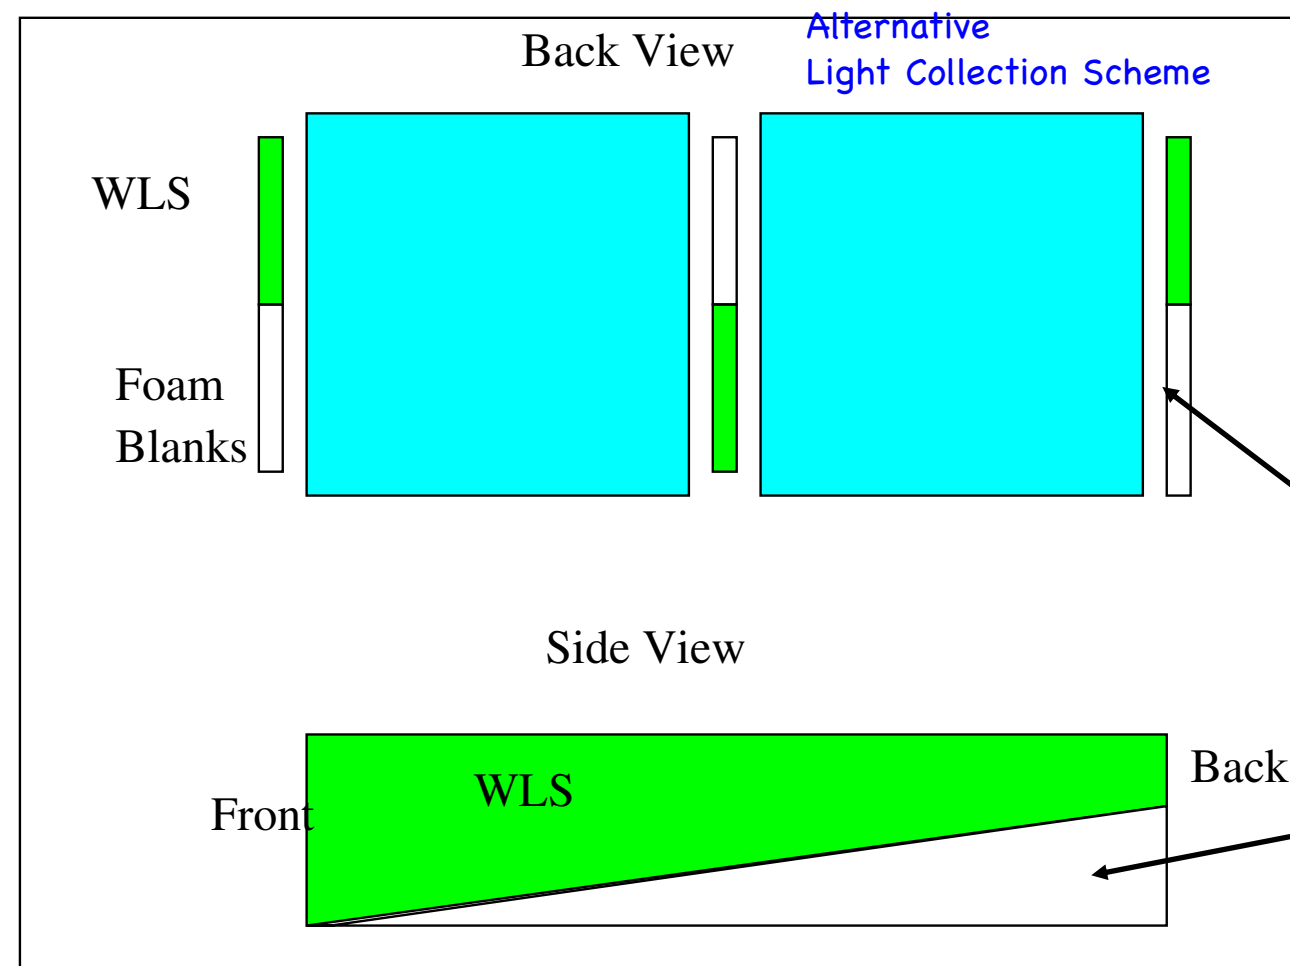 Back View
Alternative
Light Collection Scheme
WLS
Foam
Blanks
Side View
WLS
Front
Back